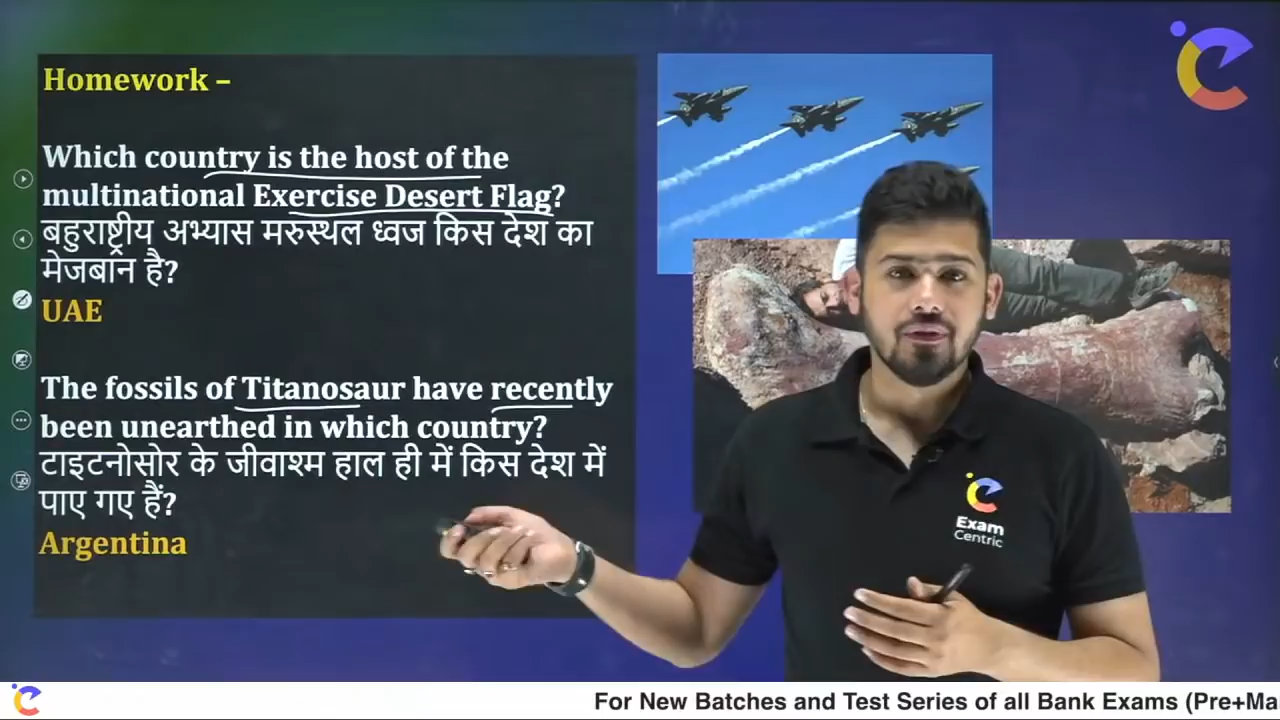 Homework –
Which country is the host of the
multinational Exercise Desert Flag?
बहुराष्ट्रीय अभ्यास मरुस्थल ध्वज किस देश का
मेजबान है?
UAE
The fossils of Titanosaur have recently
been unearthed in which country?
टाइटनोसोर के जीवाश्म हाल ही में किस देश में
पाए गए हैं?
Argentina
Exam
Centric
For New Batches and Test Series of all Bank Exams (Pre+Ma